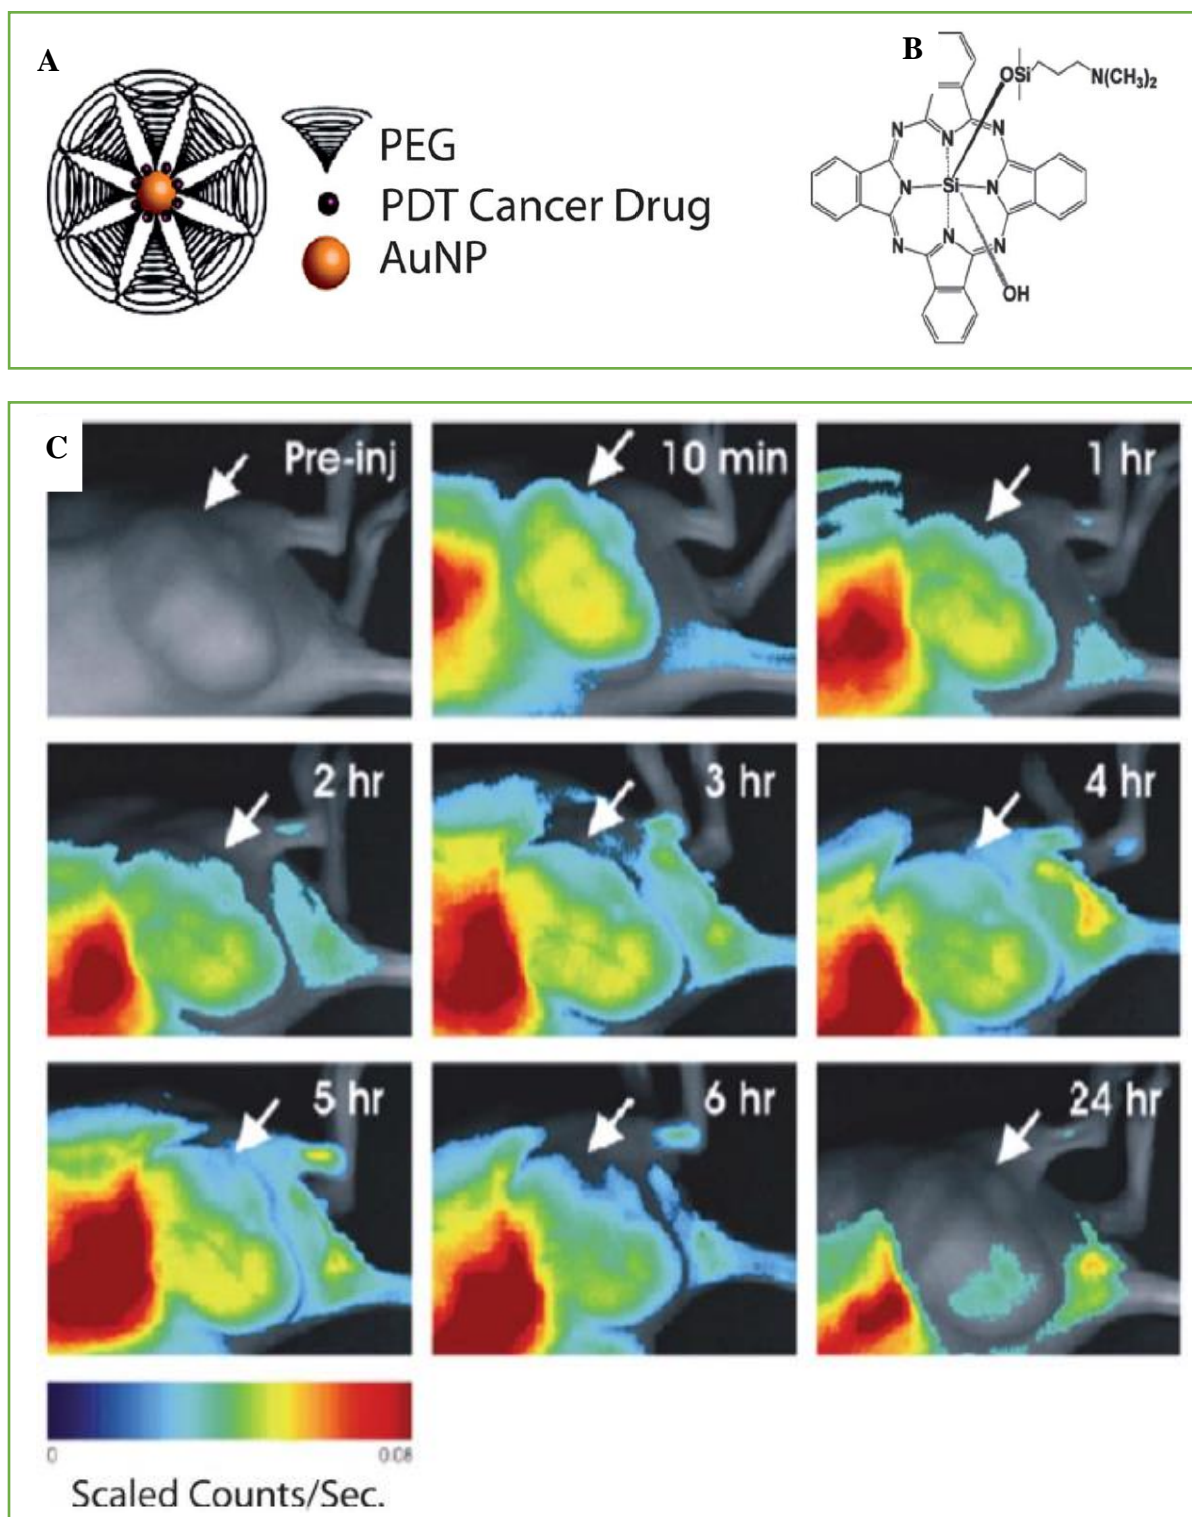 A
PEG
PDT Cancer Drug
AuNP
B
OSi
N(CH₃)₂
N
N
N
N
Si
N
N
N
N
OH
C
Pre-inj
10 min
1 hr
2 hr
3 hr
4 hr
5 hr
6 hr
24 hr
0
0.08
Scaled Counts/Sec.